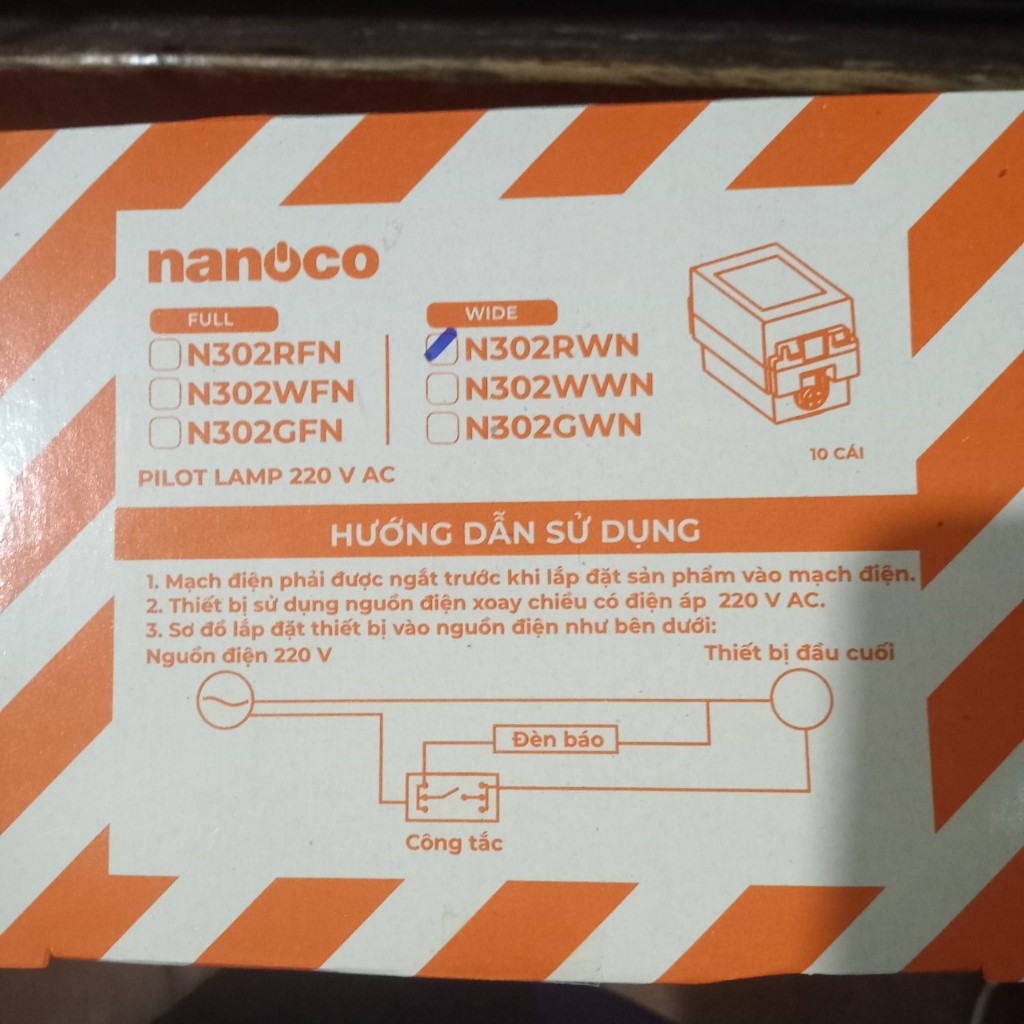 nanoco
FULL
N302RFN
N302WFN
N302GFN
WIDE
N302RWN
N302WWN
N302GWN
10 CÁI
PILOT LAMP 220 V AC
HƯỚNG DẪN SỬ DỤNG
1. Mạch điện phải được ngắt trước khi lắp đặt sản phẩm vào mạch điện.
2. Thiết bị sử dụng nguồn điện xoay chiều có điện áp 220 V AC.
3. Sơ đồ lắp đặt thiết bị vào nguồn điện như bên dưới:
Nguồn điện 220 V
Thiết bị đầu cuối
Đèn báo
Công tắc